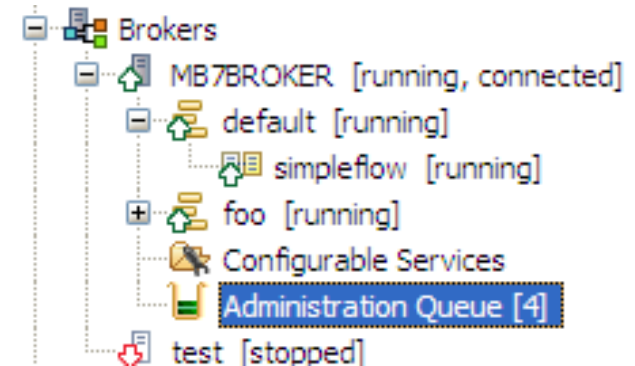 Brokers
MB7BROKER [running, connected]
default [running]
simpleflow [running]
foo [running]
Configurable Services
Administration Queue [4]
test [stopped]